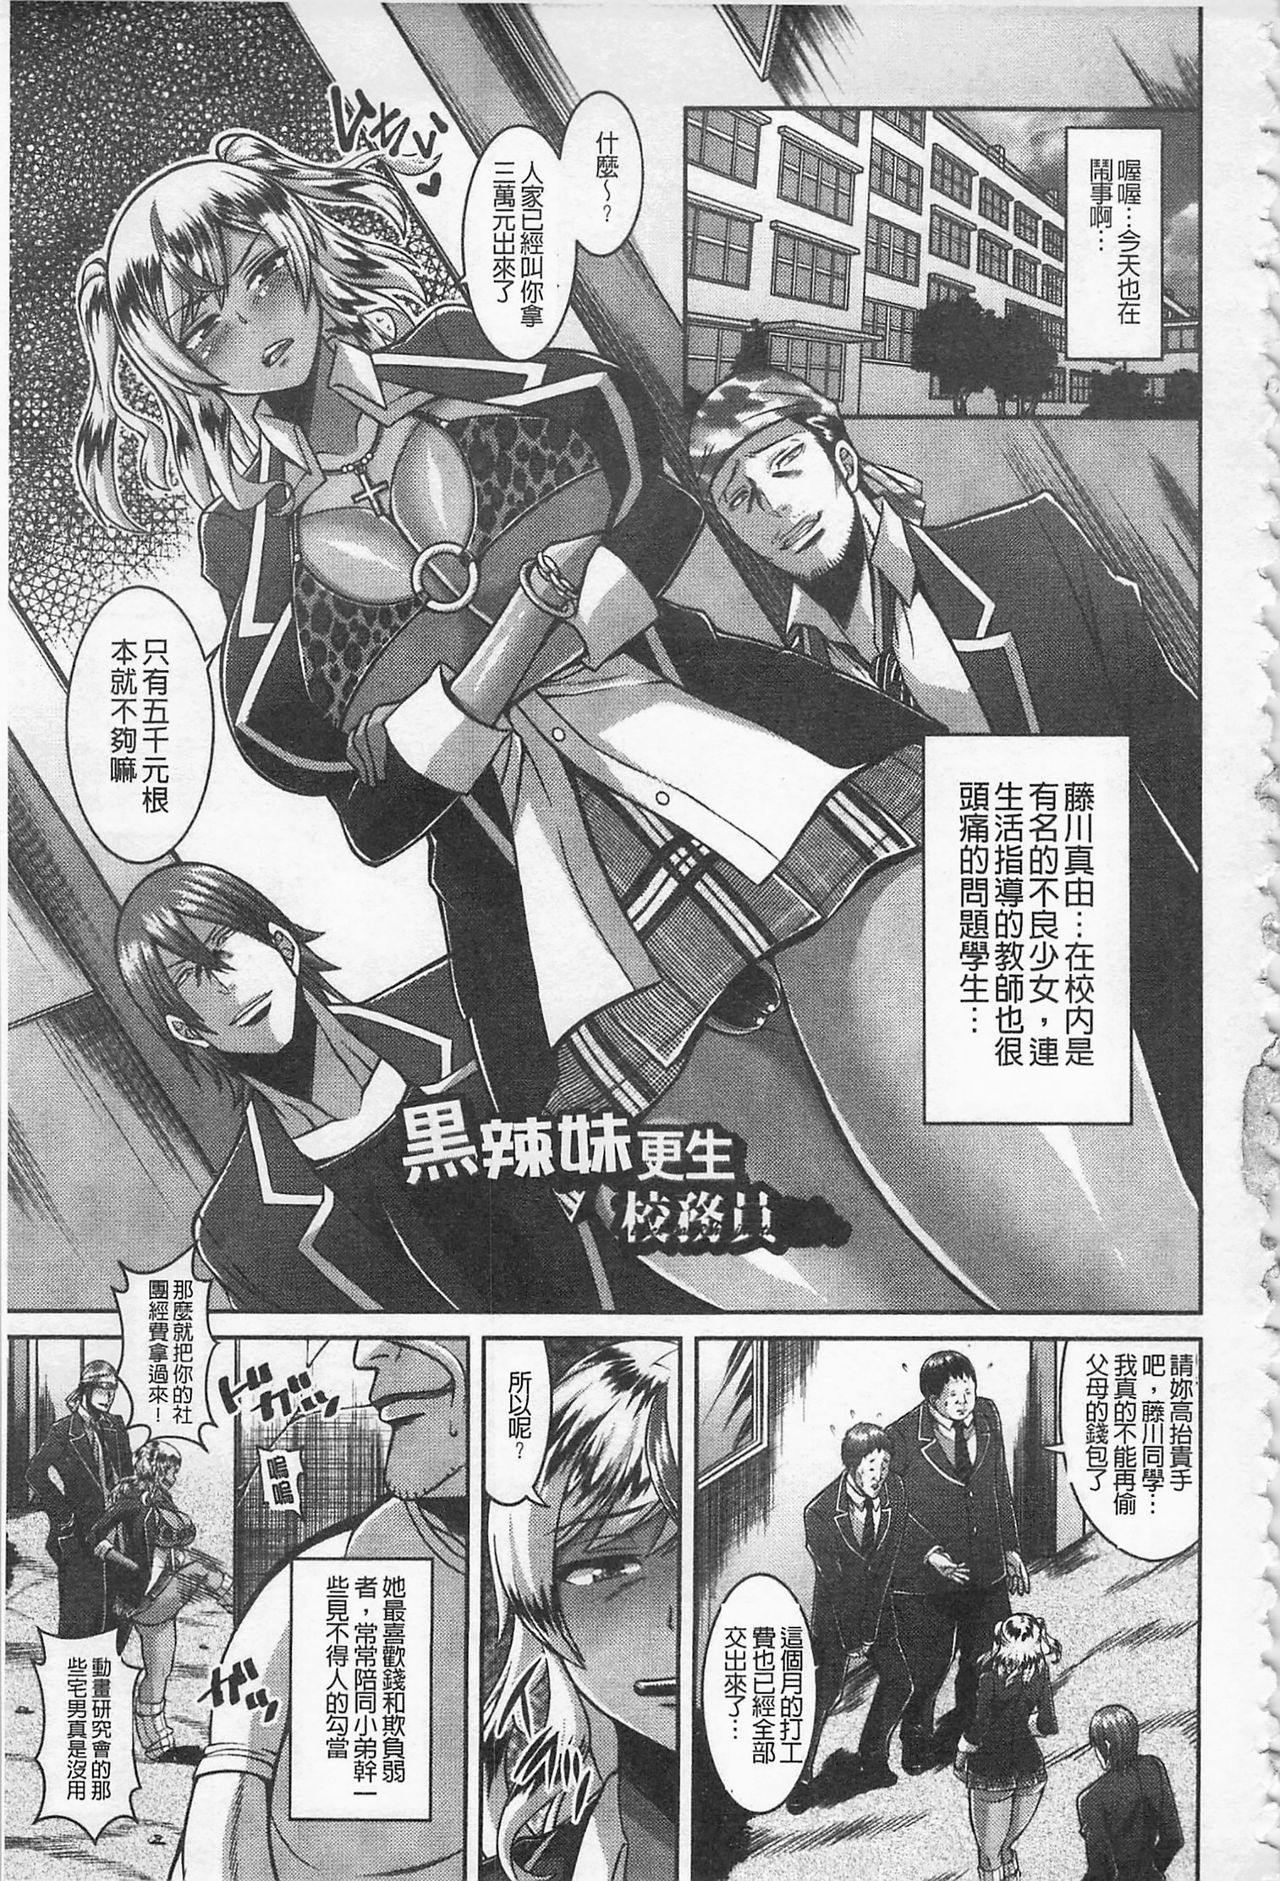 喔喔…今天也在
鬧事啊…
什麼～?
人家已經叫你拿
三萬元出來了
只有五千元根
本就不夠嘛
藤川真由…在校內是
有名的不良少女，連
生活指導的教師也很
頭痛的問題學生…
黑辣妹更生
校務員
請妳高抬貴手
吧，藤川同學…
我真的不能再偷
父母的錢包了
這個月的打工
費也已經全部
交出來了…
所以呢?
嗚嗚
她最喜歡錢和欺負弱
者，常常陪同小弟幹一
些見不得人的勾當
那麼就把你的社
團經費拿過來!
動畫研究會的那
些宅男真是沒用